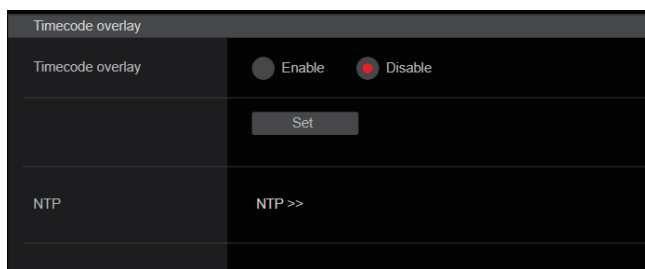 Timecode overlay
Timecode overlay Enable Disable
Set
NTP NTP >>